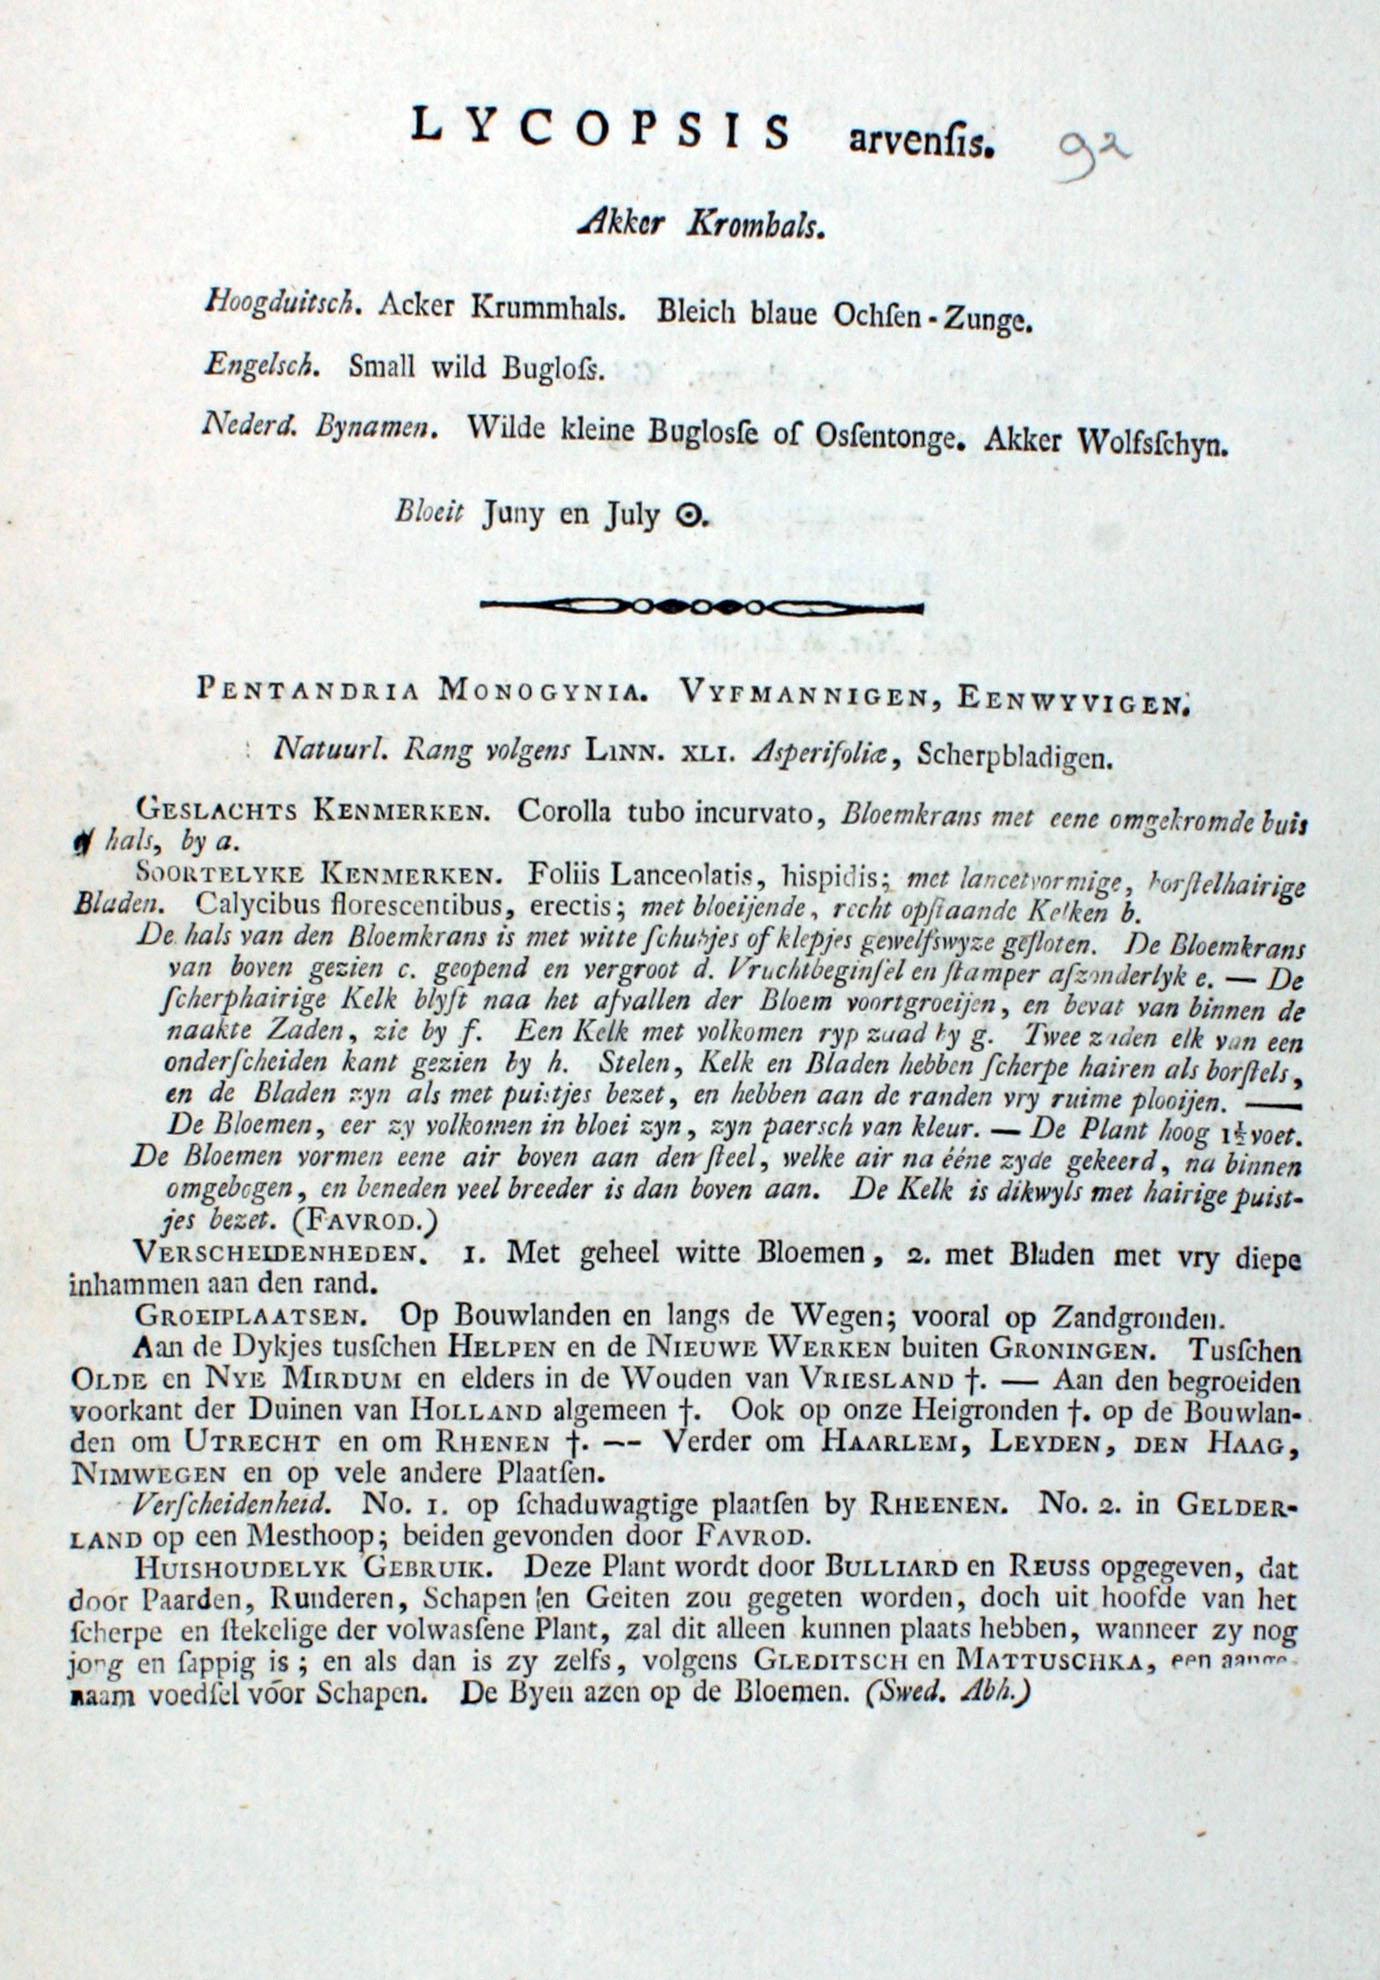 LYCOPSIS arvenſis. 92
Akker Kromhals.
Hoogduitsch. Acker Krummhals. Bleich blaue Ochſen-Zunge.
Engelsch. Small wild Bugloſs.
Nederd. Bynamen. Wilde kleine Buglosſe of Osſentonge. Akker Wolfsſchyn.
Bloeit Juny en July ☉.
PENTANDRIA MONOGYNIA. VYFMANNIGEN, EENWYVIGEN.
Natuurl. Rang volgens LINN. XLI. Asperifoliæ, Scherpbladigen.
GESLACHTS KENMERKEN. Corolla tubo incurvato, Bloemkrans met eene omgekromde buis
of hals, by a.
SOORTELYKE KENMERKEN. Foliis Lanceolatis, hispidis; met lancetvormige, borſtelhairige
Bladen. Calycibus florescentibus, erectis; met bloeijende, recht opſtaande Kelken b.
De hals van den Bloemkrans is met witte ſchubjes of klepjes gewelfswyze geſloten. De Bloemkrans
van boven gezien c. geopend en vergroot d. Vruchtbeginſel en ſtamper afzonderlyk e. — De
ſcherphairige Kelk blyft naa het afvallen der Bloem voortgroeijen, en bevat van binnen de
naakte Zaden, zie by f. Een Kelk met volkomen ryp zaad by g. Twee zaden elk van een
onderſcheiden kant gezien by h. Stelen, Kelk en Bladen hebben ſcherpe hairen als borſtels,
en de Bladen zyn als met puistjes bezet, en hebben aan de randen vry ruime plooijen. —
De Bloemen, eer zy volkomen in bloei zyn, zyn paersch van kleur. — De Plant hoog 1½ voet.
De Bloemen vormen eene air boven aan den ſteel, welke air na ééne zyde gekeerd, na binnen
omgebogen, en beneden veel breeder is dan boven aan. De Kelk is dikwyls met hairige puist-
jes bezet. (FAVROD.)
VERSCHEIDENHEDEN. 1. Met geheel witte Bloemen, 2. met Bladen met vry diepe
inhammen aan den rand.
GROEIPLAATSEN. Op Bouwlanden en langs de Wegen; vooral op Zandgronden.
Aan de Dykjes tusſchen HELPEN en de NIEUWE WERKEN buiten GRONINGEN. Tusſchen
OLDE en NYE MIRDUM en elders in de Wouden van VRIESLAND †. — Aan den begroeiden
voorkant der Duinen van HOLLAND algemeen †. Ook op onze Heigronden †. op de Bouwlan-
den om UTRECHT en om RHENEN †. –– Verder om HAARLEM, LEYDEN, DEN HAAG,
NIMWEGEN en op vele andere Plaatſen.
Verſcheidenheid. No. 1. op ſchaduwagtige plaatſen by RHEENEN. No. 2. in GELDER-
LAND op een Mesthoop; beiden gevonden door FAVROD.
HUISHOUDELYK GEBRUIK. Deze Plant wordt door BULLIARD en REUSS opgegeven, dat
door Paarden, Runderen, Schapen en Geiten zou gegeten worden, doch uit hoofde van het
ſcherpe en ſtekelige der volwasſene Plant, zal dit alleen kunnen plaats hebben, wanneer zy nog
jong en ſappig is; en als dan is zy zelfs, volgens GLEDITSCH en MATTUSCHKA, een aange-
naam voedſel voor Schapen. De Byen azen op de Bloemen. (Swed. Abh.)